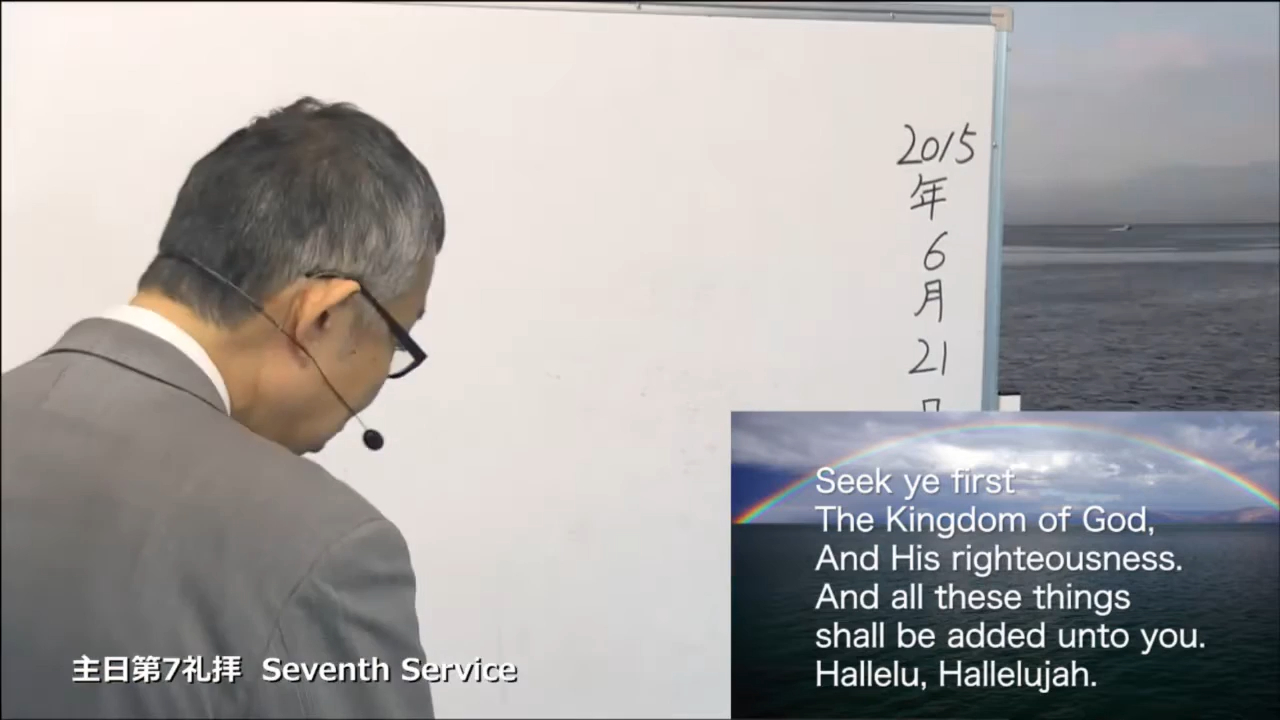 2015
年
6
月
21
Seek ye first
The Kingdom of God,
And His righteousness.
And all these things
shall be added unto you.
Hallelu, Hallelujah.
主日第7礼拝 Seventh Service